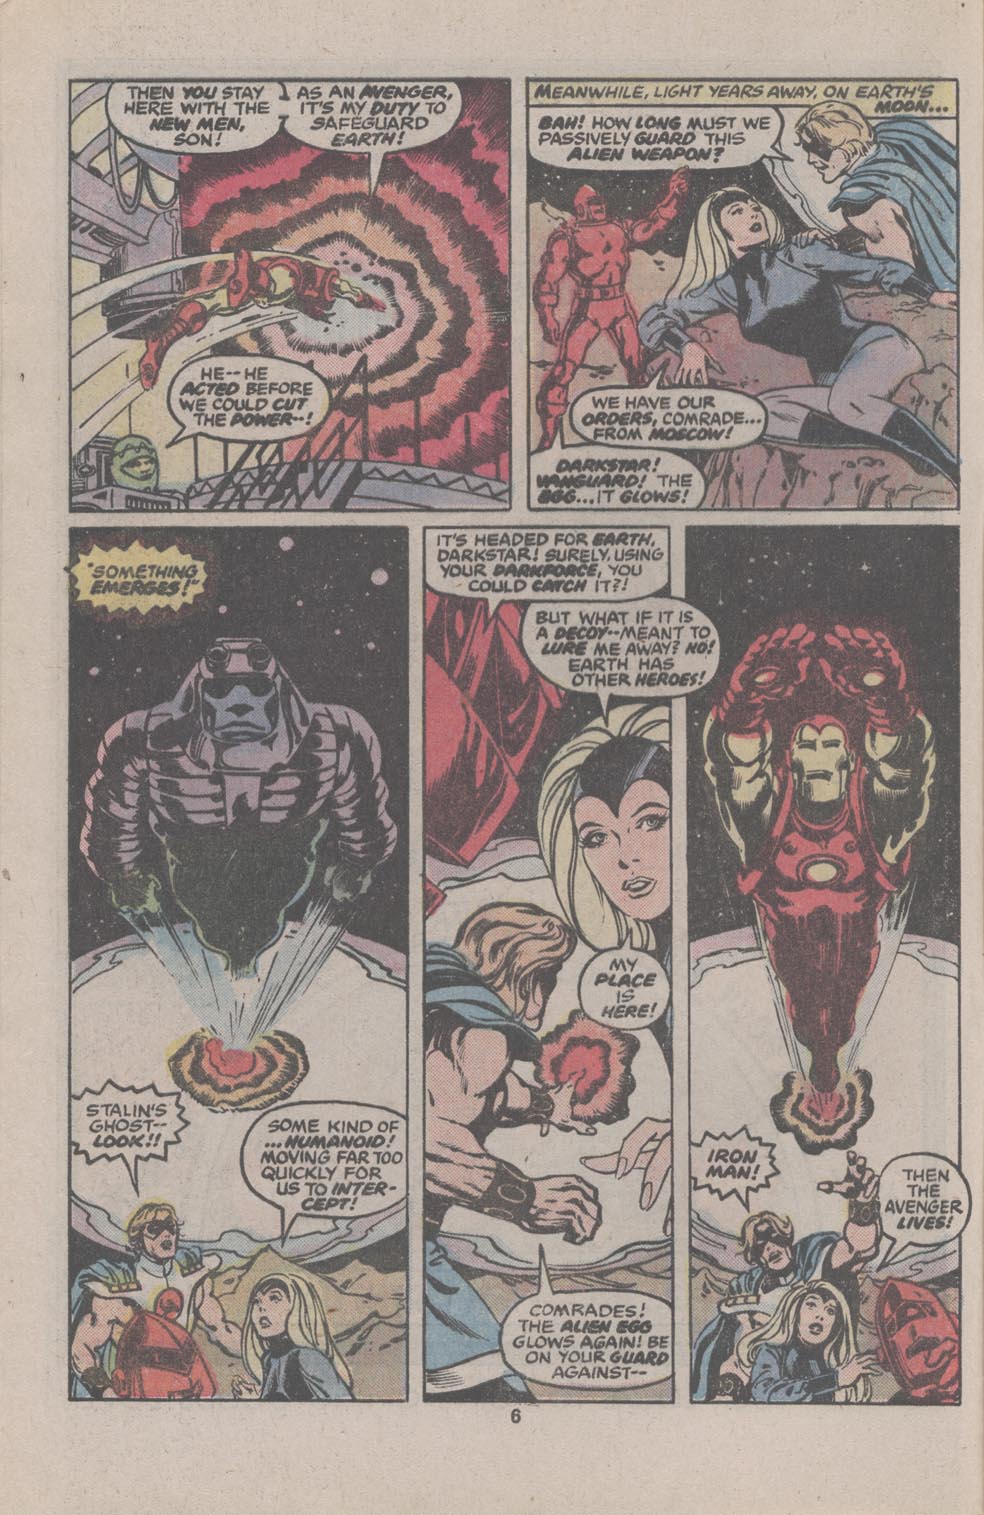 THEN YOU STAY
HERE WITH THE
NEW MEN,
SON!
AS AN AVENGER,
IT'S MY DUTY TO
SAFEGUARD
EARTH!
HE--HE
ACTED BEFORE
WE COULD CUT
THE POWER--!
MEANWHILE, LIGHT YEARS AWAY, ON EARTH'S
MOON...
BAH! HOW LONG MUST WE
PASSIVELY GUARD THIS
ALIEN WEAPON?
WE HAVE OUR
ORDERS, COMRADE...
FROM MOSCOW!
DARKSTAR!
VANGUARD! THE
EGG...IT GLOWS!
"SOMETHING
EMERGES!"
STALIN'S
GHOST--
LOOK!!
SOME KIND OF
...HUMANOID!
MOVING FAR TOO
QUICKLY FOR
US TO INTER-
CEPT!
IT'S HEADED FOR EARTH,
DARKSTAR! SURELY, USING
YOUR DARKFORCE, YOU
COULD CATCH IT?!
BUT WHAT IF IT IS
A DECOY--MEANT TO
LURE ME AWAY? NO!
EARTH HAS
OTHER HEROES!
MY
PLACE
IS
HERE!
COMRADES!
THE ALIEN EGG
GLOWS AGAIN! BE
ON YOUR GUARD
AGAINST--
IRON
MAN!
THEN
THE
AVENGER
LIVES!
6